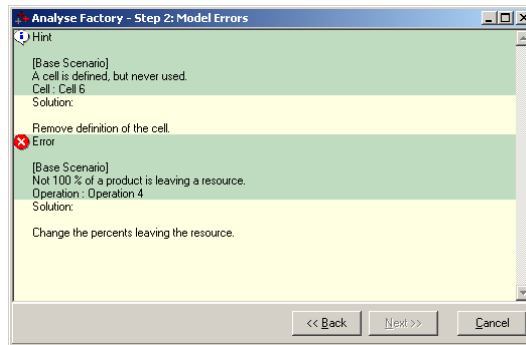 Analyse Factory - Step 2: Model Errors
Hint
[Base Scenario]
A cell is defined, but never used.
Cell : Cell 6
Solution:
Remove definition of the cell.
Error
[Base Scenario]
Not 100 % of a product is leaving a resource.
Operation : Operation 4
Solution:
Change the percents leaving the resource.
<< Back Next >> Cancel